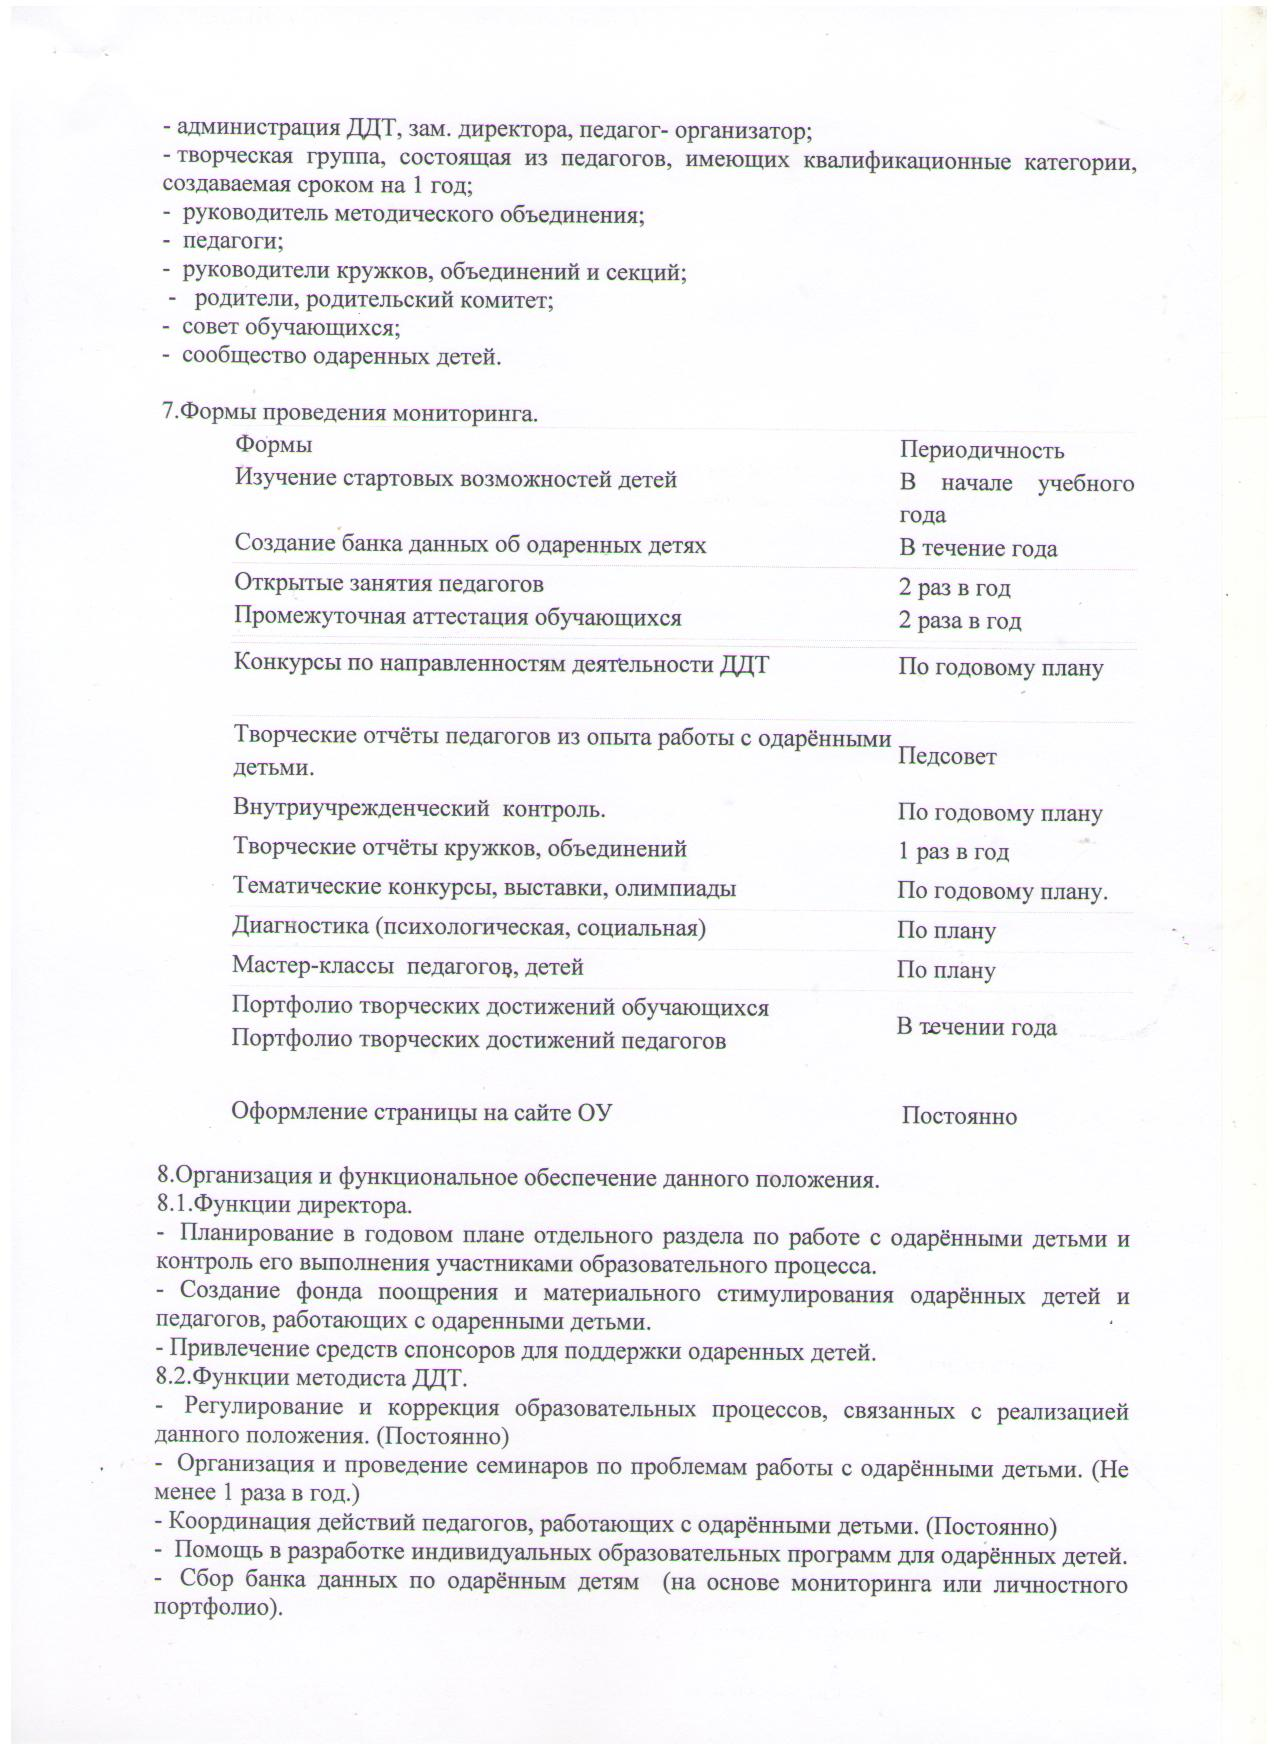 - администрация ДДТ, зам. директора, педагог- организатор;
- творческая группа, состоящая из педагогов, имеющих квалификационные категории,
создаваемая сроком на 1 год;
- руководитель методического объединения;
- педагоги;
- руководители кружков, объединений и секций;
- родители, родительский комитет;
- совет обучающихся;
- сообщество одаренных детей.
7.Формы проведения мониторинга.
Формы Периодичность
Изучение стартовых возможностей детей В начале учебного
года
Создание банка данных об одаренных детях В течение года
Открытые занятия педагогов 2 раз в год
Промежуточная аттестация обучающихся 2 раза в год
Конкурсы по направленностям деятельности ДДТ По годовому плану
Творческие отчёты педагогов из опыта работы с одарёнными
детьми. Педсовет
Внутриучрежденческий контроль. По годовому плану
Творческие отчёты кружков, объединений 1 раз в год
Тематические конкурсы, выставки, олимпиады По годовому плану.
Диагностика (психологическая, социальная) По плану
Мастер-классы педагогов, детей По плану
Портфолио творческих достижений обучающихся
В течении года
Портфолио творческих достижений педагогов
Оформление страницы на сайте ОУ Постоянно
8.Организация и функциональное обеспечение данного положения.
8.1.Функции директора.
- Планирование в годовом плане отдельного раздела по работе с одарёнными детьми и
контроль его выполнения участниками образовательного процесса.
- Создание фонда поощрения и материального стимулирования одарённых детей и
педагогов, работающих с одаренными детьми.
- Привлечение средств спонсоров для поддержки одаренных детей.
8.2.Функции методиста ДДТ.
- Регулирование и коррекция образовательных процессов, связанных с реализацией
данного положения. (Постоянно)
- Организация и проведение семинаров по проблемам работы с одарёнными детьми. (Не
менее 1 раза в год.)
- Координация действий педагогов, работающих с одарёнными детьми. (Постоянно)
- Помощь в разработке индивидуальных образовательных программ для одарённых детей.
- Сбор банка данных по одарённым детям (на основе мониторинга или личностного
портфолио).